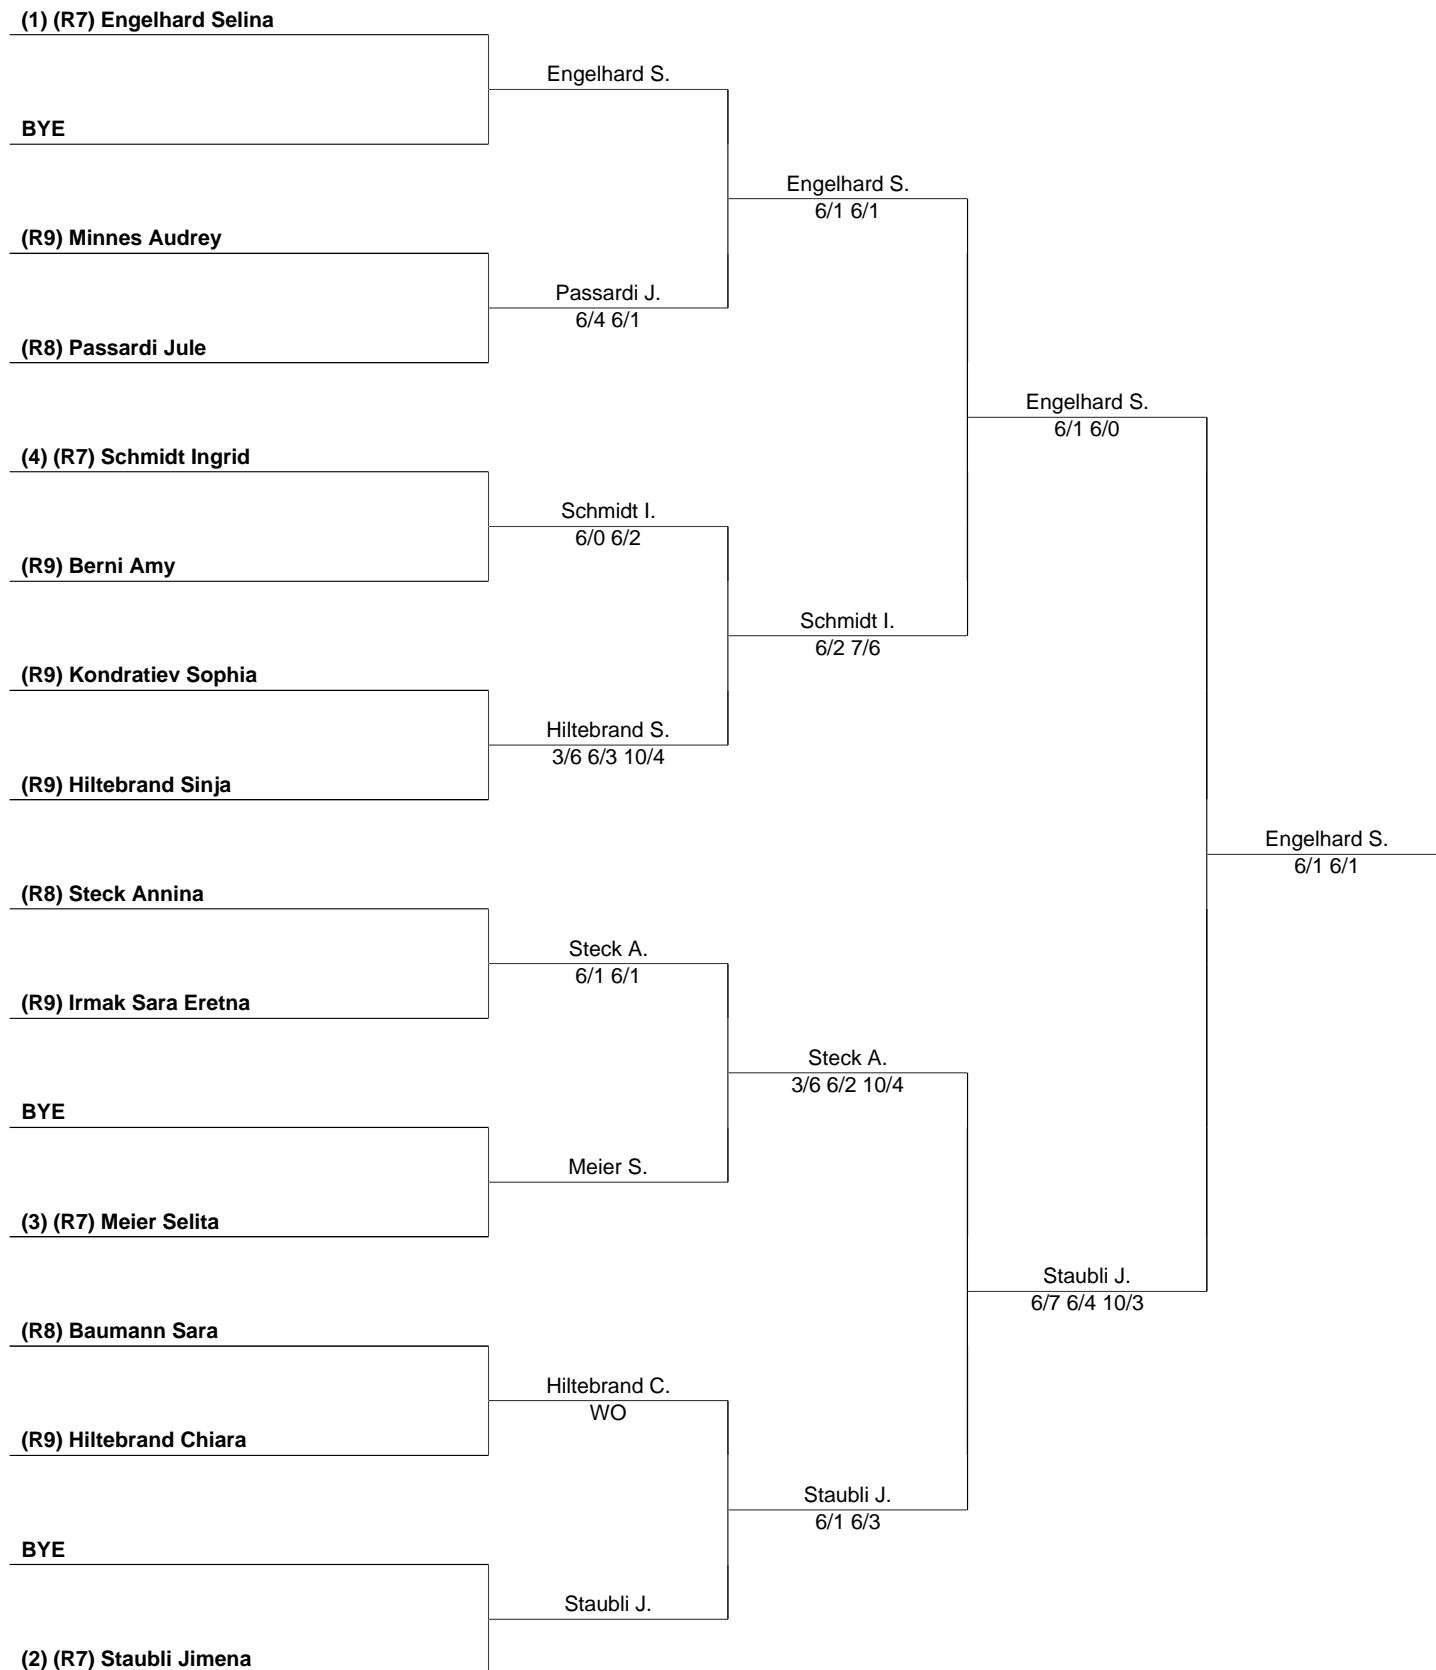 (1) (R7) Engelhard Selina
Engelhard S.
BYE
Engelhard S.
6/1 6/1
(R9) Minnes Audrey
Passardi J.
6/4 6/1
(R8) Passardi Jule
Engelhard S.
6/1 6/0
(4) (R7) Schmidt Ingrid
Schmidt I.
6/0 6/2
(R9) Berni Amy
Schmidt I.
6/2 7/6
(R9) Kondratiev Sophia
Hiltebrand S.
3/6 6/3 10/4
(R9) Hiltebrand Sinja
Engelhard S.
6/1 6/1
(R8) Steck Annina
Steck A.
6/1 6/1
(R9) Irmak Sara Eretna
Steck A.
3/6 6/2 10/4
BYE
Meier S.
(3) (R7) Meier Selita
Staubli J.
6/7 6/4 10/3
(R8) Baumann Sara
Hiltebrand C.
WO
(R9) Hiltebrand Chiara
Staubli J.
6/1 6/3
BYE
Staubli J.
(2) (R7) Staubli Jimena